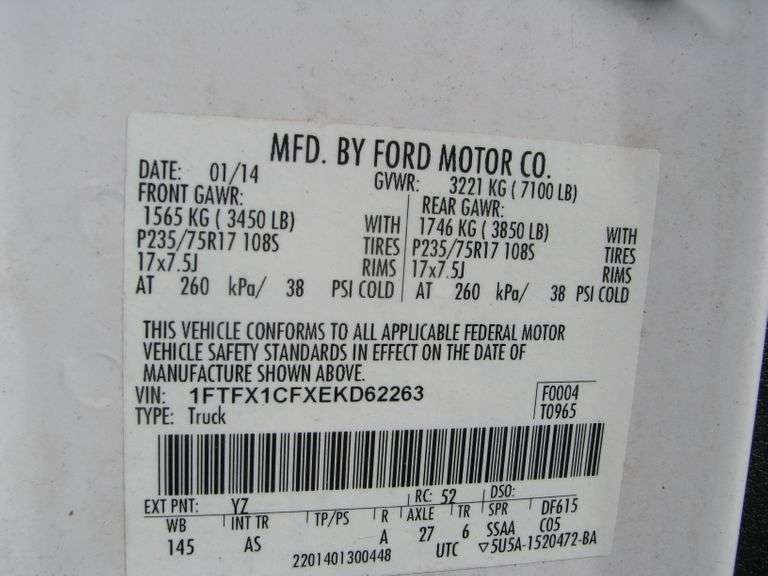 MFD. BY FORD MOTOR CO.
DATE: 01/14 GVWR: 3221 KG ( 7100 LB)
FRONT GAWR: REAR GAWR:
1565 KG ( 3450 LB) WITH 1746 KG ( 3850 LB) WITH
P235/75R17 108S TIRES P235/75R17 108S TIRES
17x7.5J RIMS 17x7.5J RIMS
AT 260 kPa/ 38 PSI COLD AT 260 kPa/ 38 PSI COLD
THIS VEHICLE CONFORMS TO ALL APPLICABLE FEDERAL MOTOR
VEHICLE SAFETY STANDARDS IN EFFECT ON THE DATE OF
MANUFACTURE SHOWN ABOVE.
VIN: 1FTFX1CFXEKD62263 F0004
TYPE: Truck T0965
EXT PNT: YZ RC: 52 DSO:
WB INT TR TP/PS R AXLE TR SPR DF615
145 AS A 27 6 SSAA C05
2201401300448 UTC ▽5U5A-1520472-BA